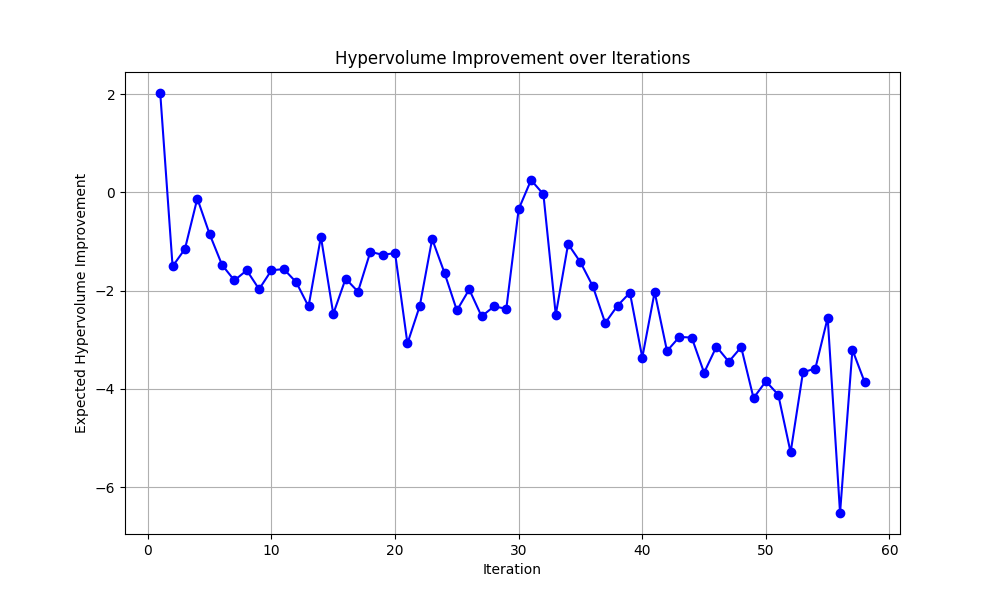 Hypervolume Improvement over Iterations
Expected Hypervolume Improvement
2
0
−2
−4
−6
0 10 20 30 40 50 60
Iteration